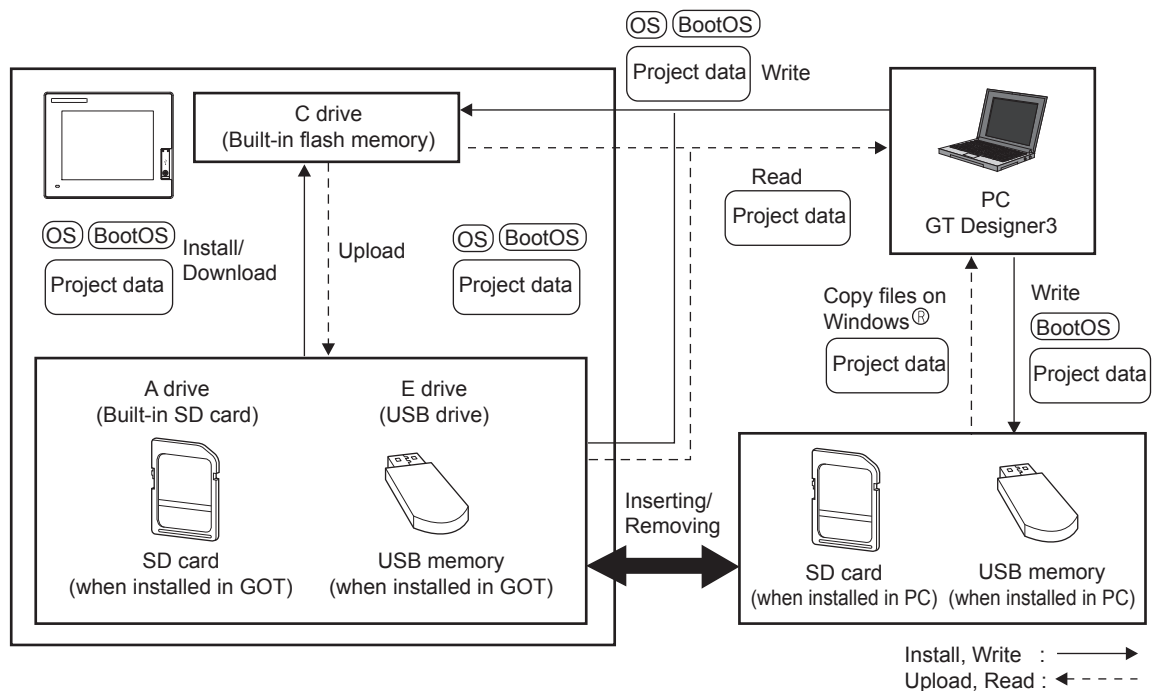 OS BootOS
Project data Write
C drive
(Built-in flash memory)
Read
Project data
PC
GT Designer3
OS BootOS
Project data
Install/
Download
Upload
OS BootOS
Project data
Copy files on
Windows®
Project data
Write
BootOS
Project data
A drive
(Built-in SD card)
E drive
(USB drive)
SD card
(when installed in GOT)
USB memory
(when installed in GOT)
Inserting/
Removing
SD card
(when installed in PC)
USB memory
(when installed in PC)
Install, Write :
Upload, Read :